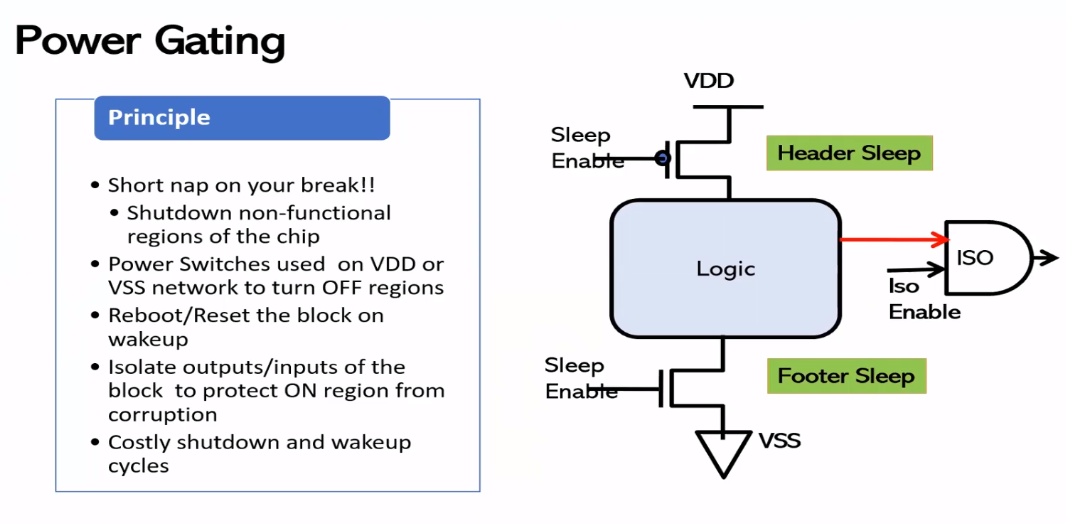 Power Gating
Principle
• Short nap on your break!!
• Shutdown non-functional
regions of the chip
• Power Switches used on VDD or
VSS network to turn OFF regions
• Reboot/Reset the block on
wakeup
• Isolate outputs/inputs of the
block to protect ON region from
corruption
• Costly shutdown and wakeup
cycles
VDD
Sleep
Enable
Header Sleep
Logic
ISO
Iso
Enable
Sleep
Enable
Footer Sleep
VSS